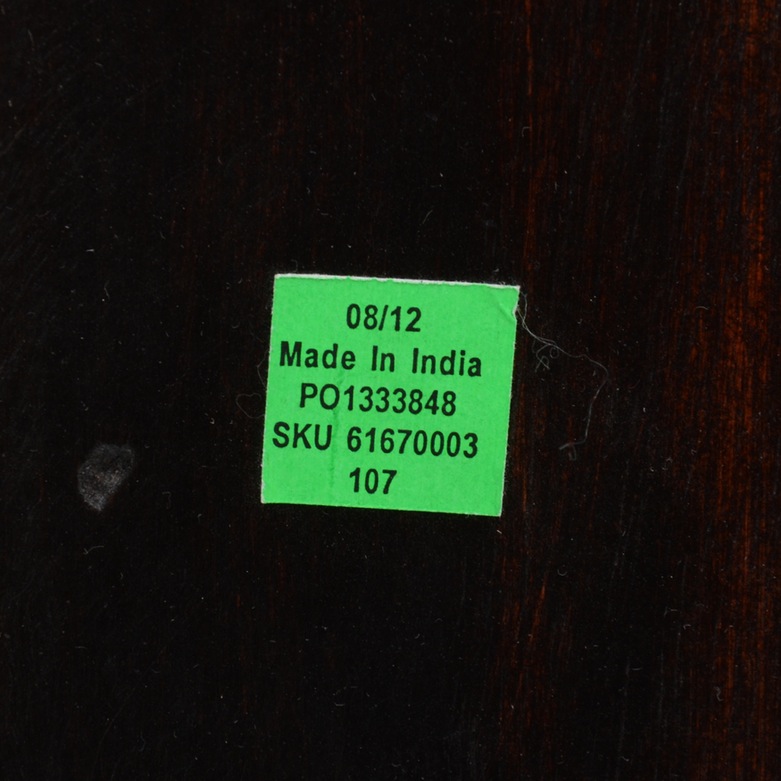 08/12
Made In India
PO1333848
SKU 61670003
107